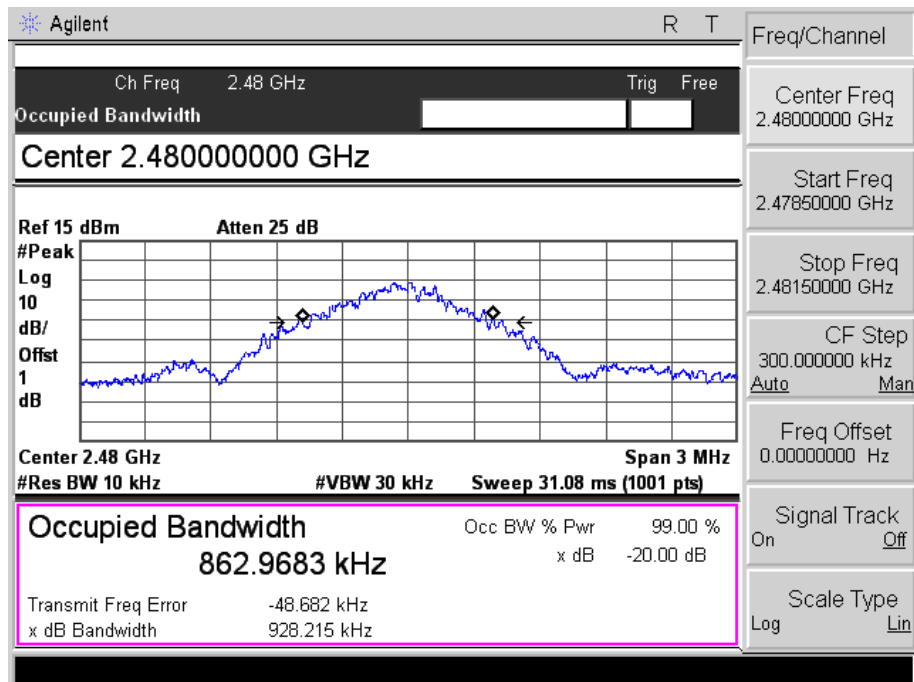 Agilent R T
Ch Freq 2.48 GHz Trig Free
Occupied Bandwidth
Center 2.480000000 GHz
Ref 15 dBm Atten 25 dB
#Peak
Log
10
dB/
Offst
1
dB
Center 2.48 GHz Span 3 MHz
#Res BW 10 kHz #VBW 30 kHz Sweep 31.08 ms (1001 pts)
Occupied Bandwidth
862.9683 kHz
Occ BW % Pwr 99.00 %
x dB -20.00 dB
Transmit Freq Error -48.682 kHz
x dB Bandwidth 928.215 kHz
Freq/Channel
Center Freq
2.48000000 GHz
Start Freq
2.47850000 GHz
Stop Freq
2.48150000 GHz
CF Step
300.000000 kHz
Auto Man
Freq Offset
0.00000000 Hz
Signal Track
On Off
Scale Type
Log Lin